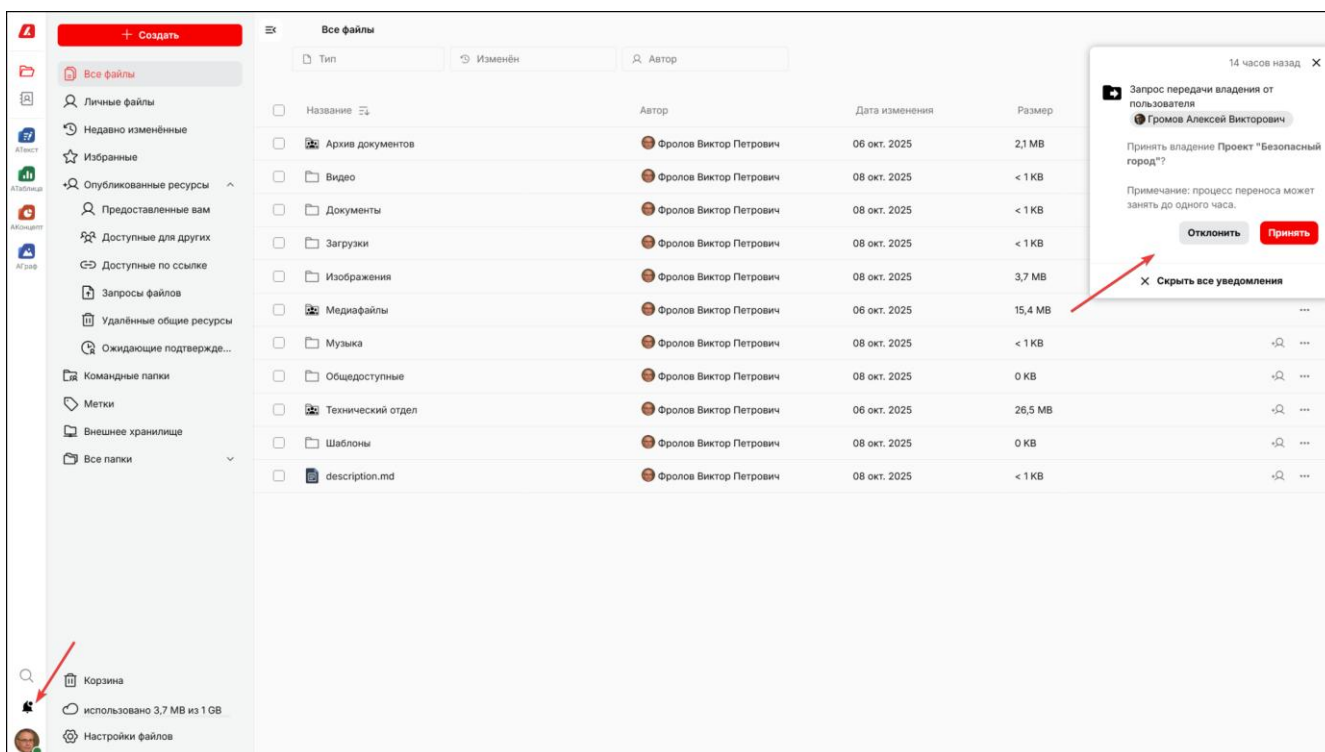 Создать
Все файлы
Личные файлы
Недавно изменённые
Избранные
Опубликованные ресурсы
Предоставленные вам
Доступные для других
Доступные по ссылке
Запросы файлов
Удалённые общие ресурсы
Ожидающие подтвержде...
Командные папки
Метки
Внешнее хранилище
Все папки
Корзина
использовано 3,7 MB из 1 GB
Настройки файлов
АТекст
АТаблица
АКонцепт
АГраф
Все файлы
Тип Изменён Автор
Название Автор Дата изменения Размер
Архив документов Фролов Виктор Петрович 06 окт. 2025 2,1 MB
Видео Фролов Виктор Петрович 08 окт. 2025 < 1 KB
Документы Фролов Виктор Петрович 08 окт. 2025 < 1 KB
Загрузки Фролов Виктор Петрович 08 окт. 2025 < 1 KB
Изображения Фролов Виктор Петрович 08 окт. 2025 3,7 MB
Медиафайлы Фролов Виктор Петрович 06 окт. 2025 15,4 MB
Музыка Фролов Виктор Петрович 08 окт. 2025 < 1 KB
Общедоступные Фролов Виктор Петрович 08 окт. 2025 0 KB
Технический отдел Фролов Виктор Петрович 06 окт. 2025 26,5 MB
Шаблоны Фролов Виктор Петрович 08 окт. 2025 0 KB
description.md Фролов Виктор Петрович 08 окт. 2025 < 1 KB
14 часов назад
Запрос передачи владения от
пользователя
Громов Алексей Викторович
Принять владение Проект "Безопасный
город"?
Примечание: процесс переноса может
занять до одного часа.
Отклонить Принять
Скрыть все уведомления